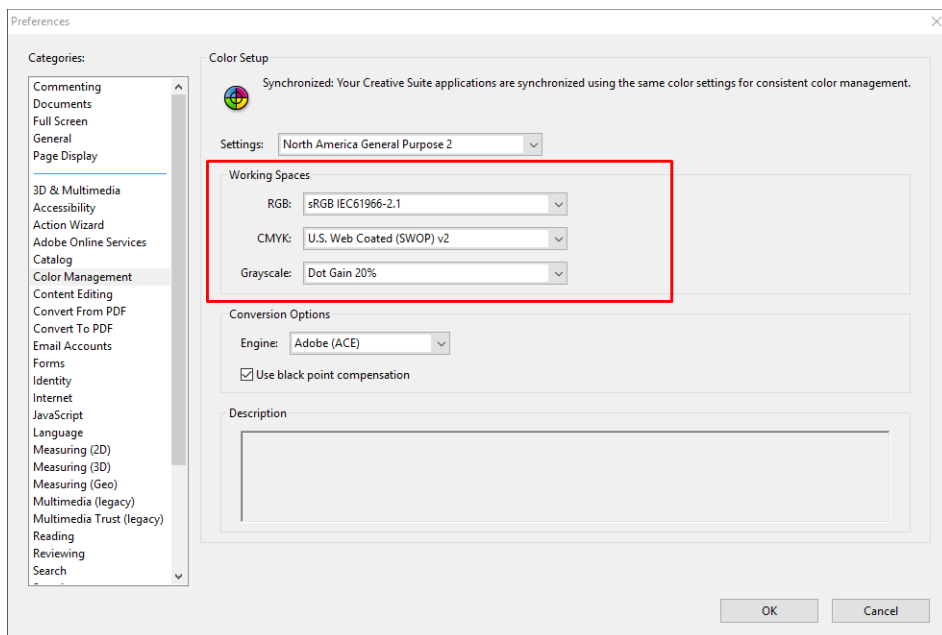 Preferences
Categories:
Commenting
Documents
Full Screen
General
Page Display
3D & Multimedia
Accessibility
Action Wizard
Adobe Online Services
Catalog
Color Management
Content Editing
Convert From PDF
Convert To PDF
Email Accounts
Forms
Identity
Internet
JavaScript
Language
Measuring (2D)
Measuring (3D)
Measuring (Geo)
Multimedia (legacy)
Multimedia Trust (legacy)
Reading
Reviewing
Search
Color Setup
Synchronized: Your Creative Suite applications are synchronized using the same color settings for consistent color management.
Settings: North America General Purpose 2
Working Spaces
RGB: sRGB IEC61966-2.1
CMYK: U.S. Web Coated (SWOP) v2
Grayscale: Dot Gain 20%
Conversion Options
Engine: Adobe (ACE)
Use black point compensation
Description
OK Cancel